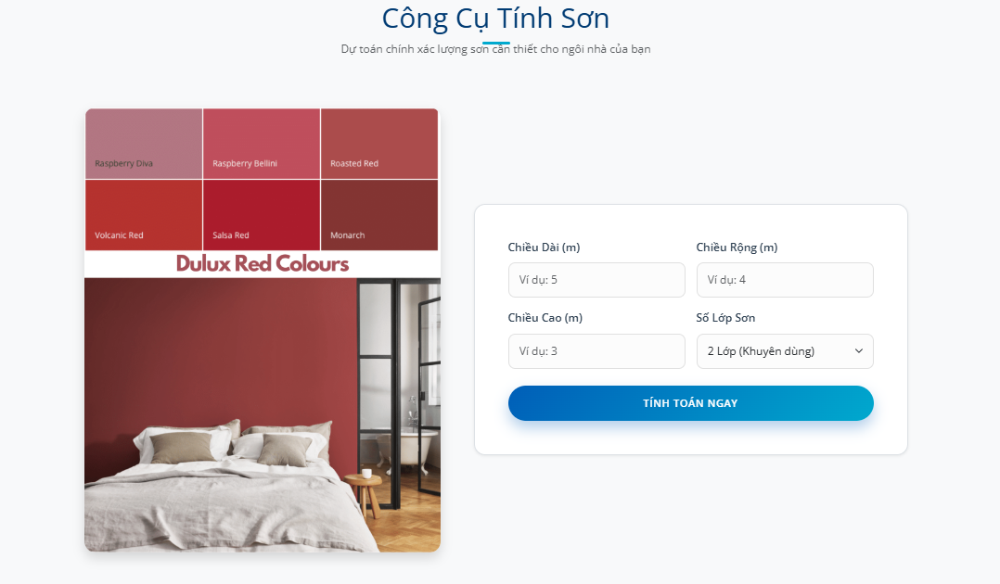 Công Cụ Tính Sơn
Dự toán chính xác lượng sơn cần thiết cho ngôi nhà của bạn
Raspberry Diva
Raspberry Bellini
Roasted Red
Volcanic Red
Salsa Red
Monarch
Dulux Red Colours
Chiều Dài (m)
Chiều Rộng (m)
Ví dụ: 5
Ví dụ: 4
Chiều Cao (m)
Số Lớp Sơn
Ví dụ: 3
2 Lớp (Khuyên dùng)
TÍNH TOÁN NGAY